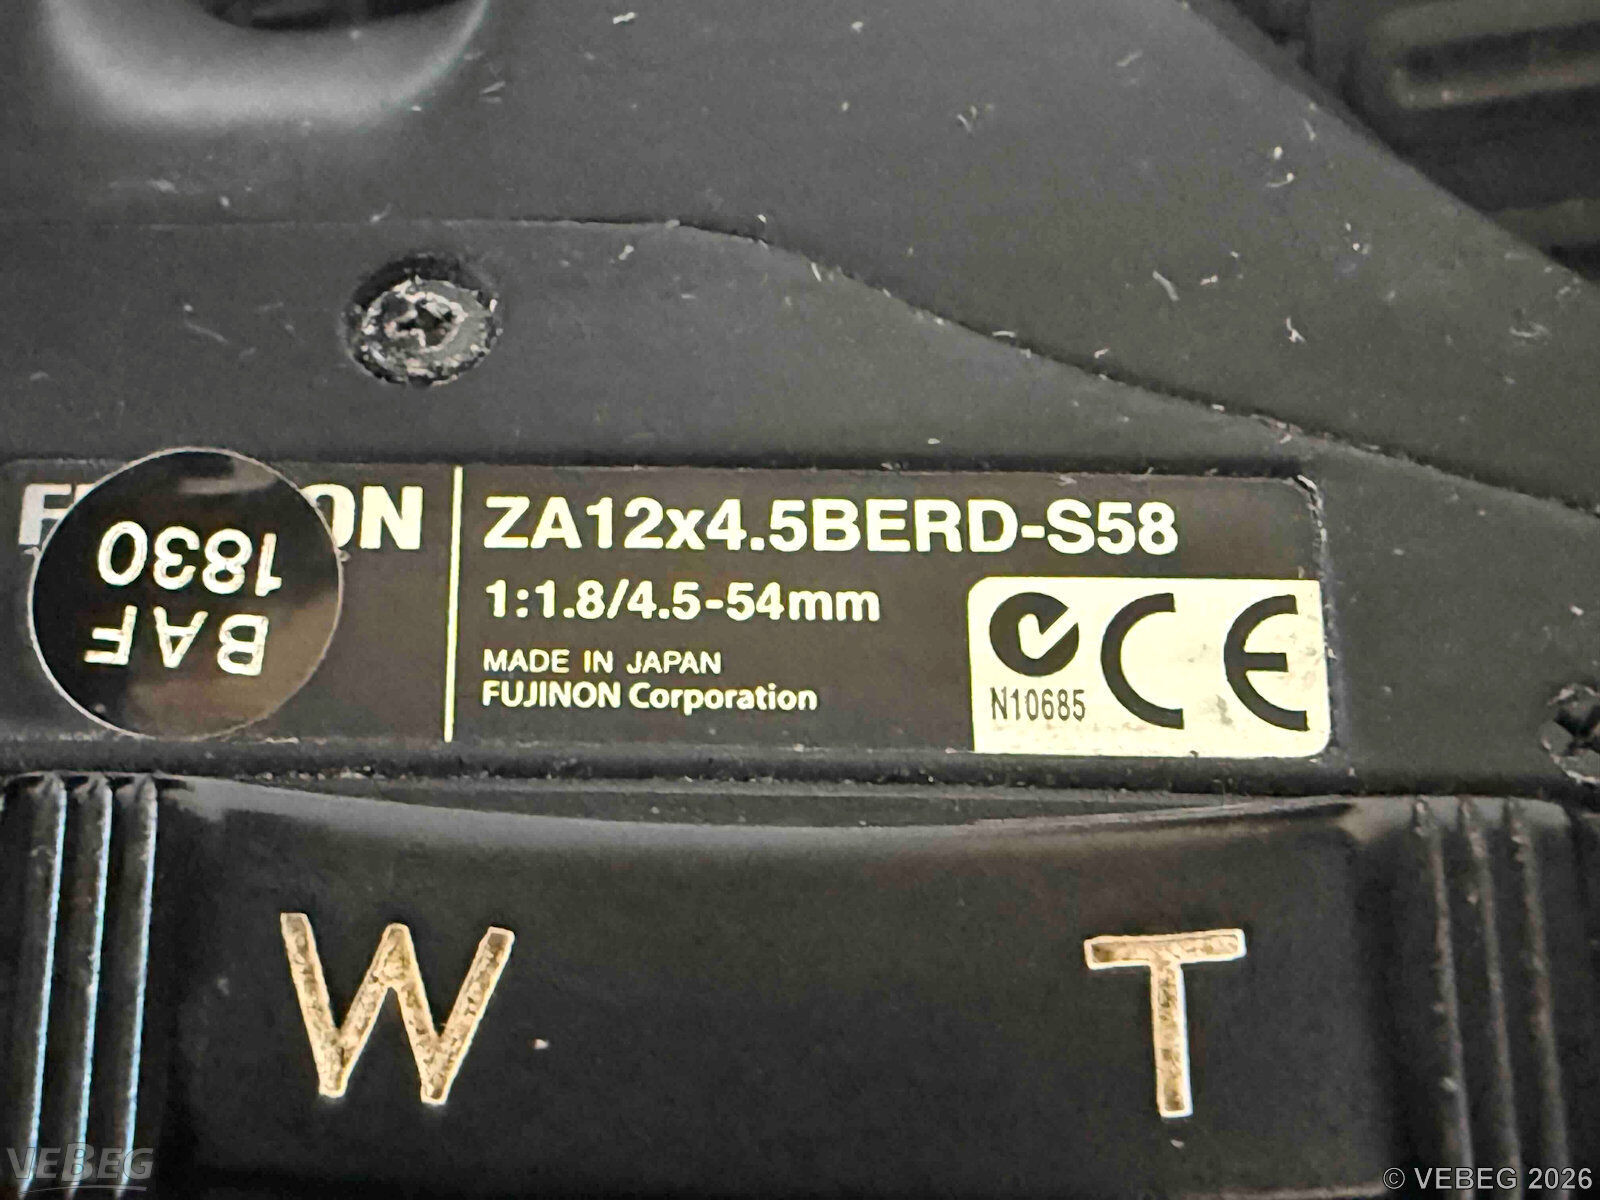 ZA12x4.5BERD-S58
1:1.8/4.5-54mm
MADE IN JAPAN
FUJINON Corporation
N10685
CE
BAF
1830
W T
VEBEG
© VEBEG 2026